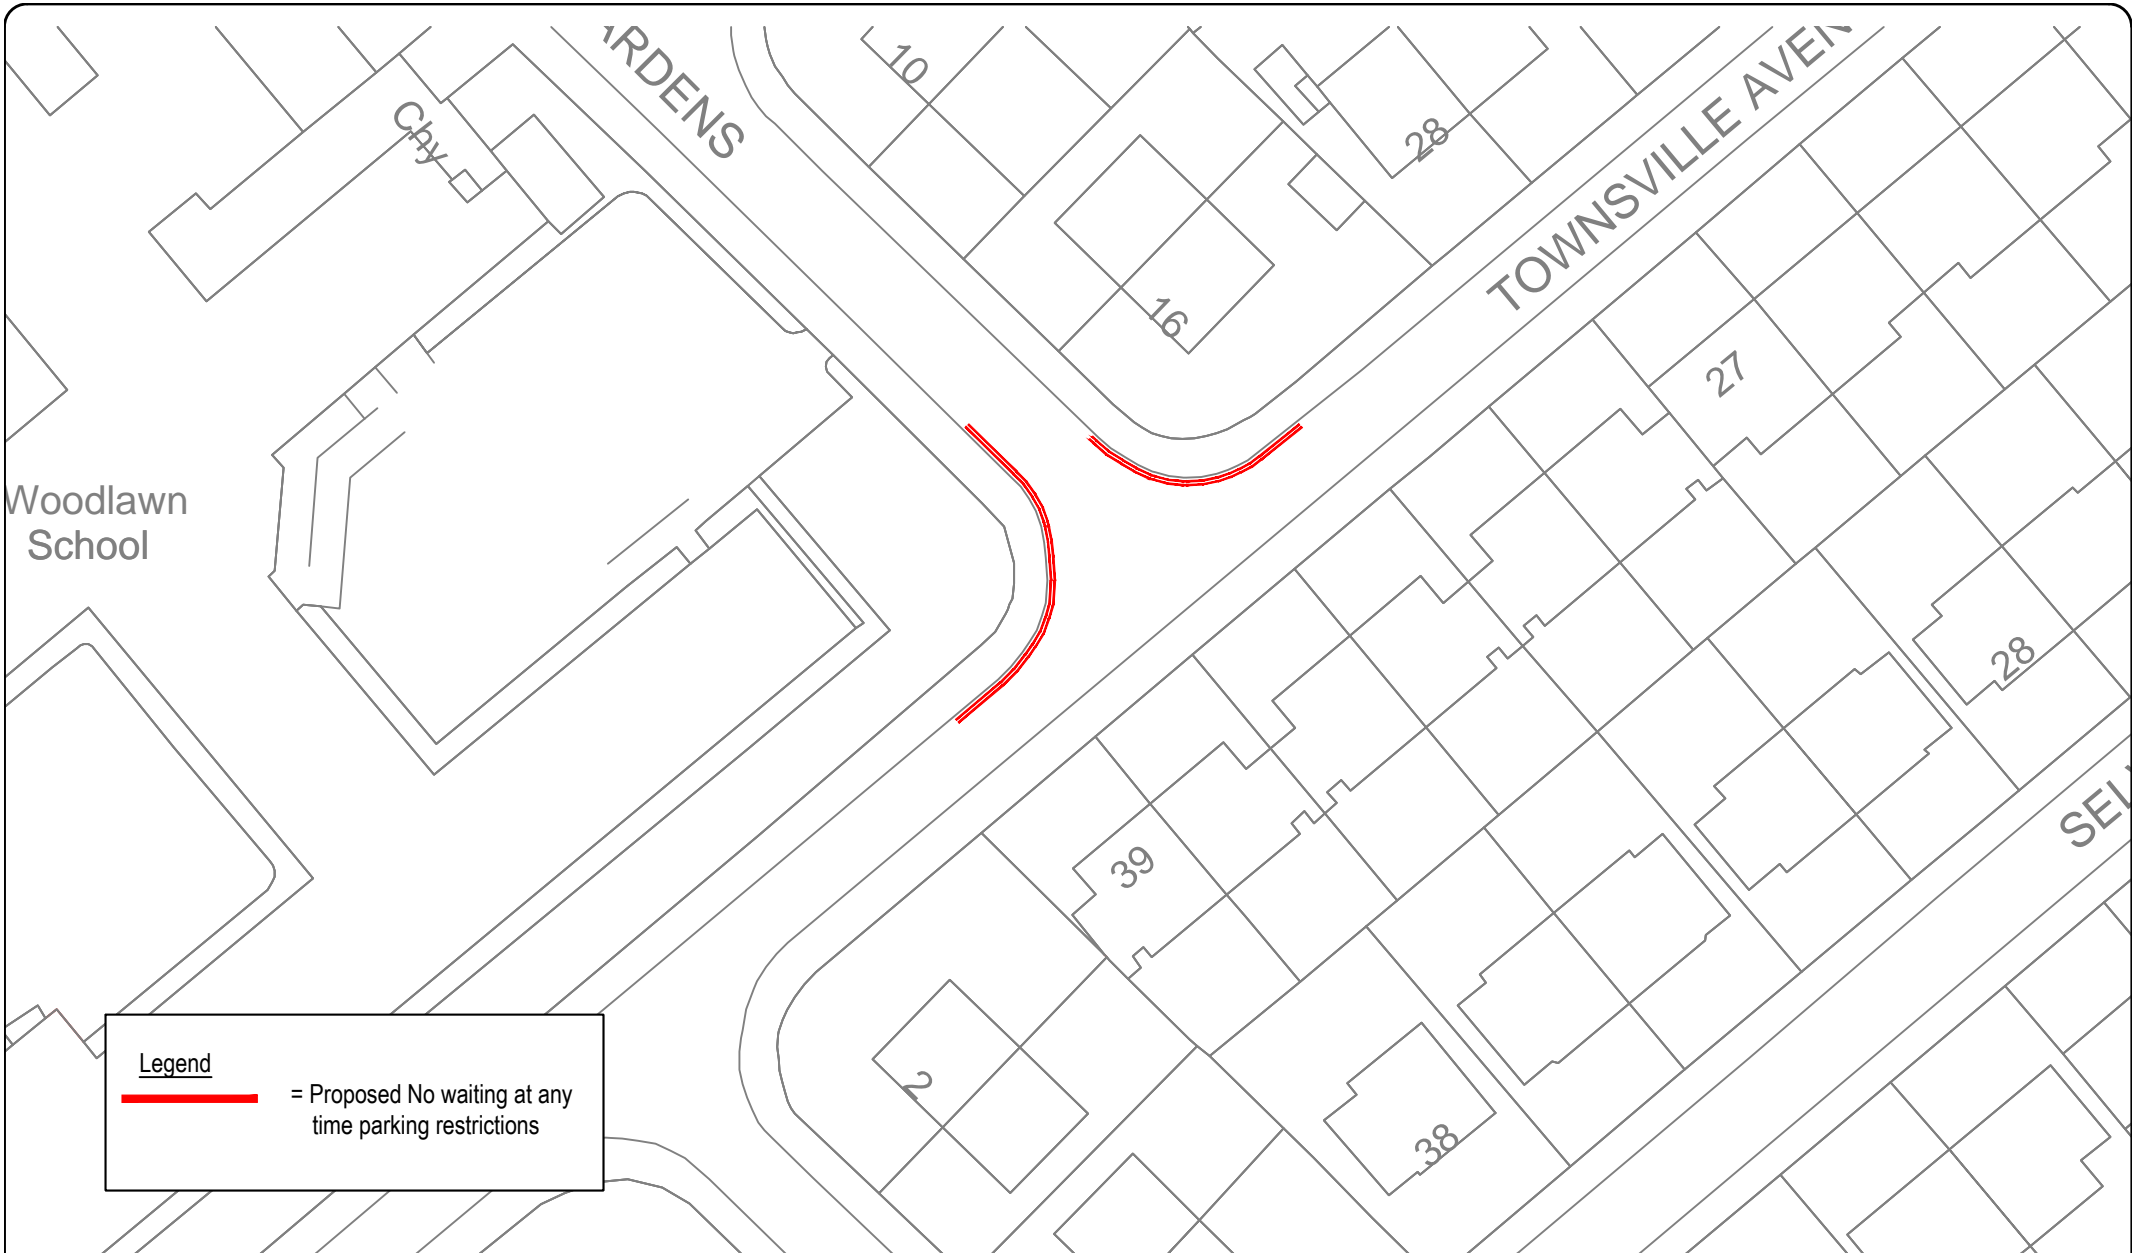 ARDENS
10
TOWNSVILLE AVEN
28
Chy
16
27
Woodlawn
School
28
39
SEL
2
38
Legend
= Proposed No waiting at any
time parking restrictions